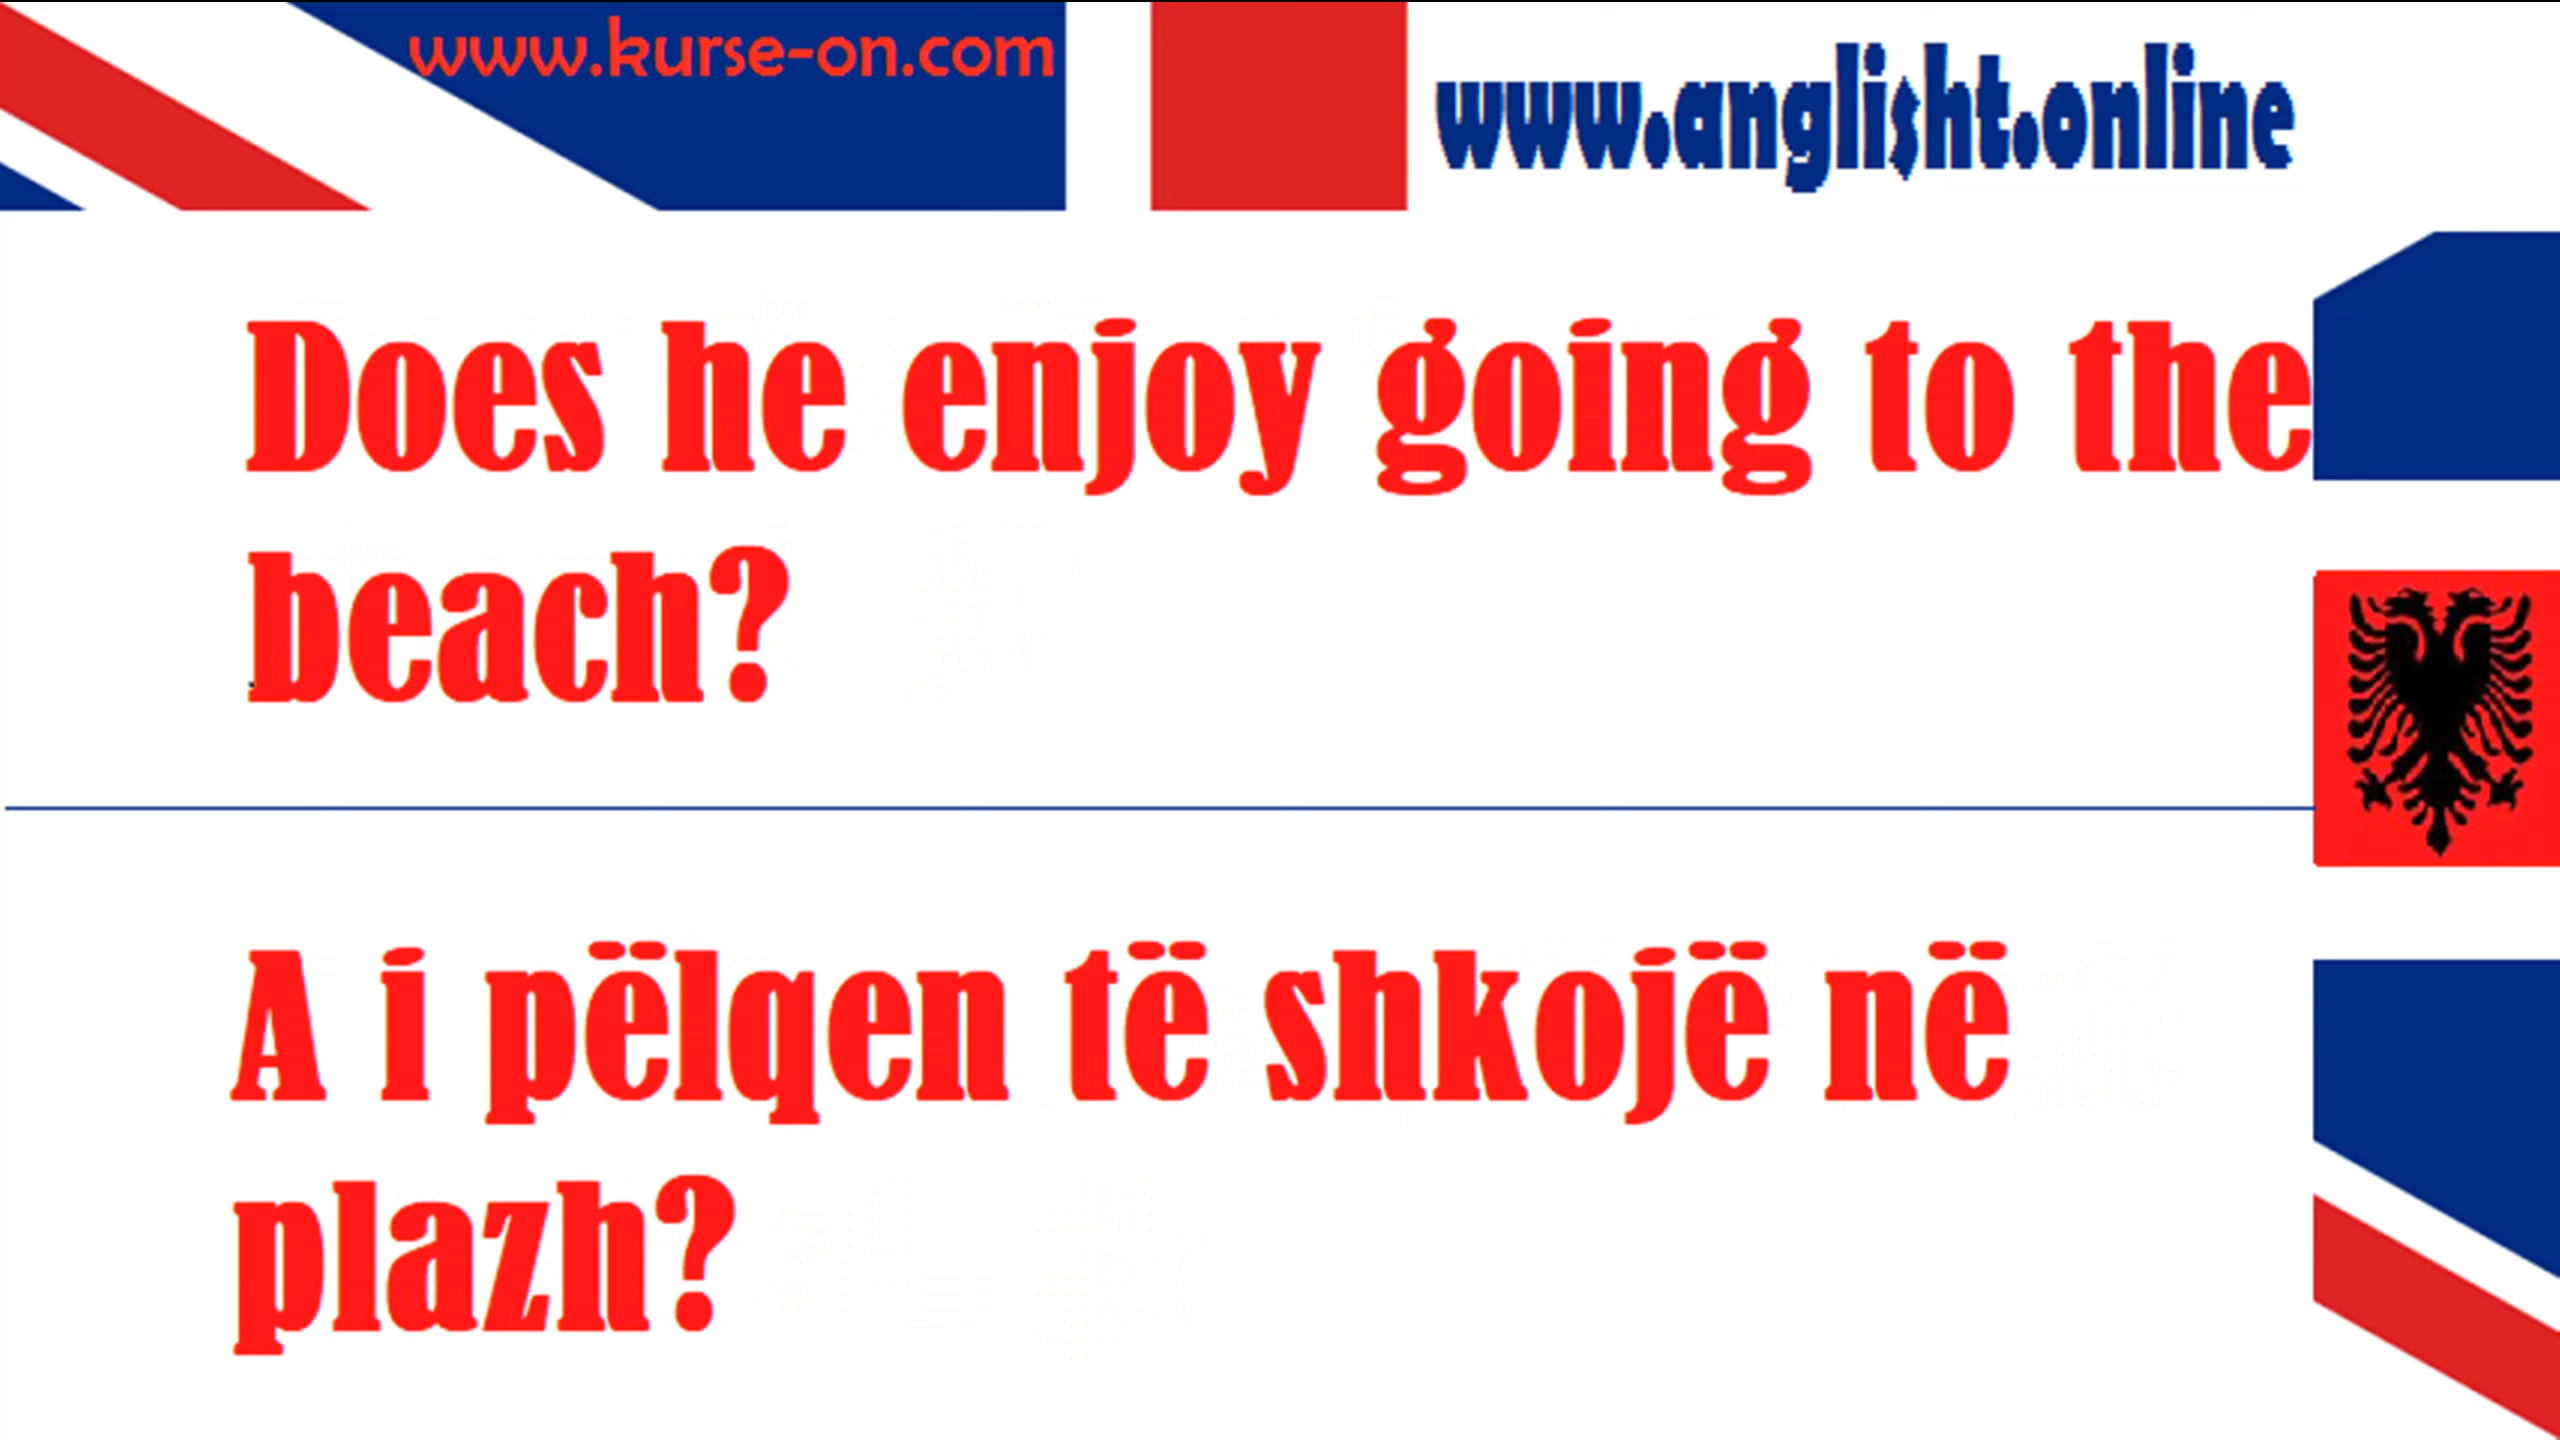 www.kurse-on.com
www.anglisht.online
Does he enjoy going to the
beach?
A i pëlqen të shkojë në
plazh?